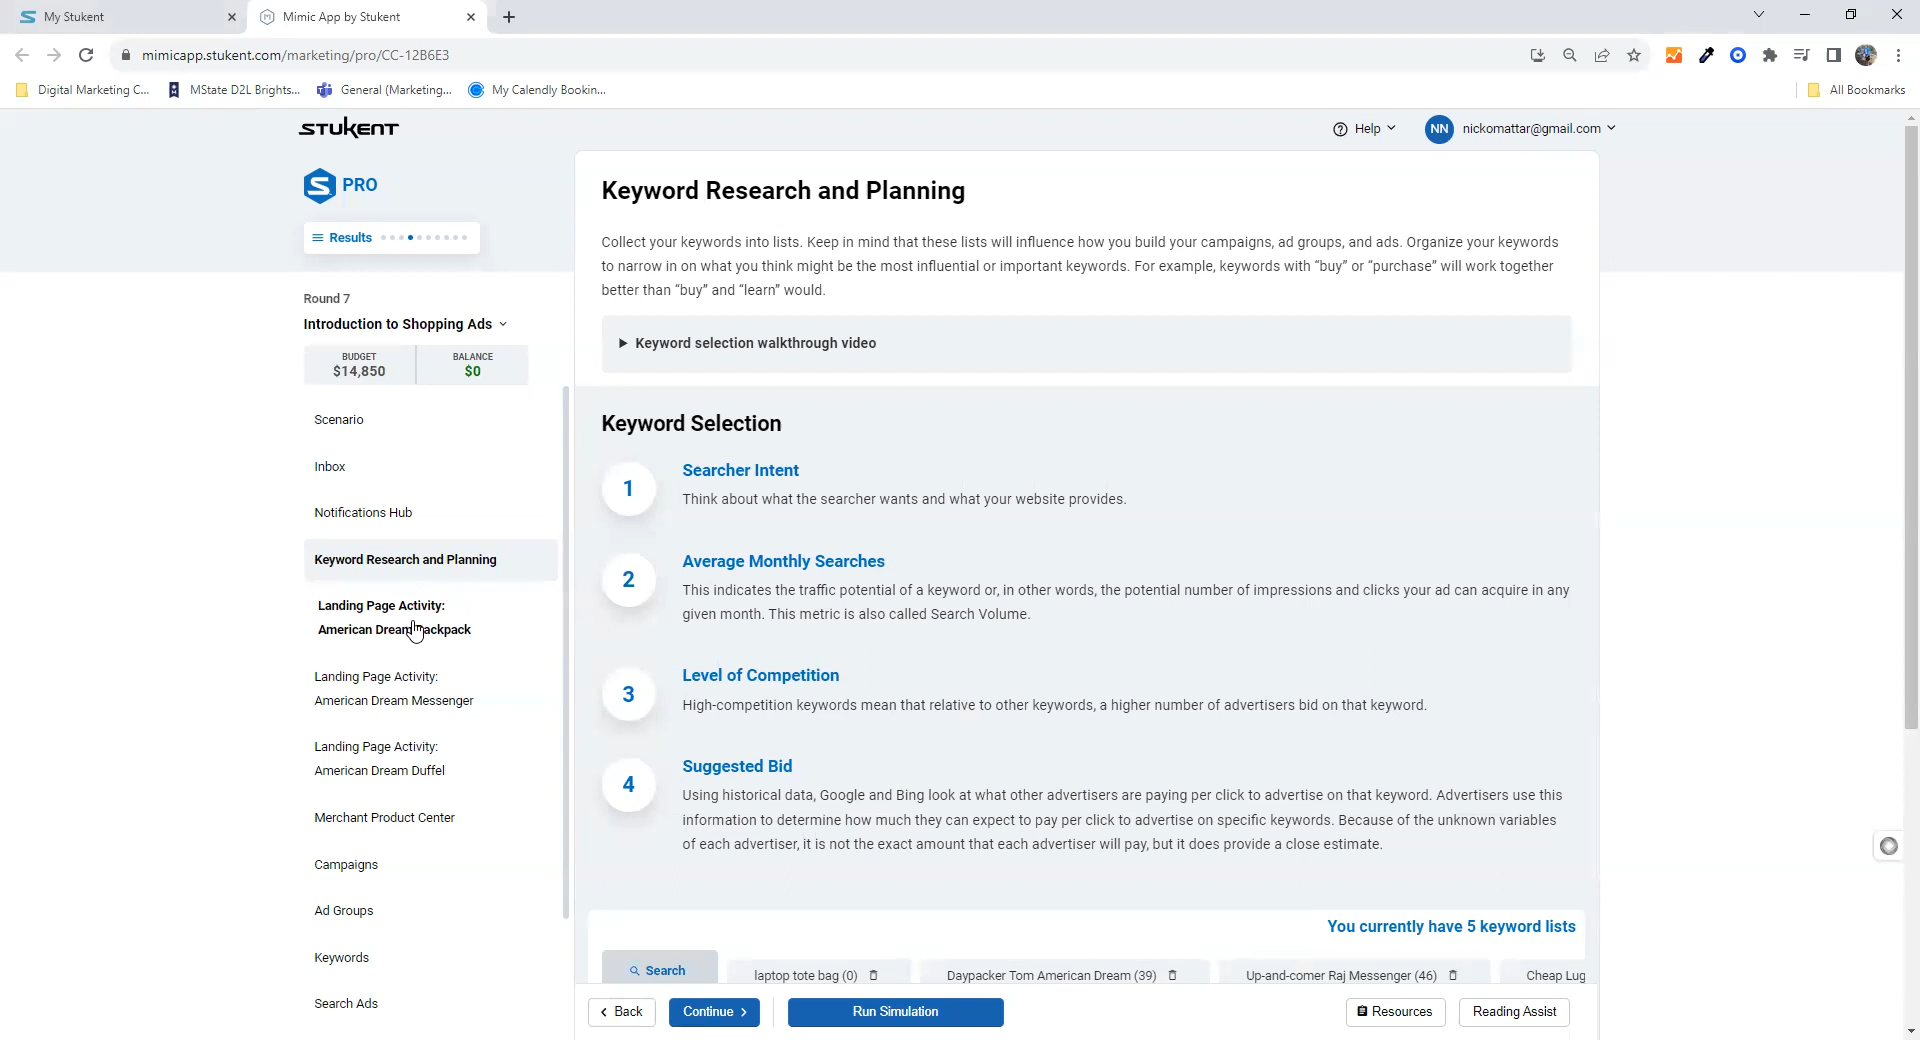 My Stukent
Mimic App by Stukent
mimicapp.stukent.com/marketing/pro/CC-12B6E3
Digital Marketing C...
MState D2L Brights...
General (Marketing...
My Calendly Bookin...
All Bookmarks
STUKENT
Help
NN
nickomattar@gmail.com
S PRO
Results
Round 7
Introduction to Shopping Ads
BUDGET
$14,850
BALANCE
$0
Scenario
Inbox
Notifications Hub
Keyword Research and Planning
Landing Page Activity:
American Dream ackpack
Landing Page Activity:
American Dream Messenger
Landing Page Activity:
American Dream Duffel
Merchant Product Center
Campaigns
Ad Groups
Keywords
Search Ads
Keyword Research and Planning
Collect your keywords into lists. Keep in mind that these lists will influence how you build your campaigns, ad groups, and ads. Organize your keywords
to narrow in on what you think might be the most influential or important keywords. For example, keywords with “buy” or “purchase” will work together
better than “buy” and “learn” would.
Keyword selection walkthrough video
Keyword Selection
1
Searcher Intent
Think about what the searcher wants and what your website provides.
2
Average Monthly Searches
This indicates the traffic potential of a keyword or, in other words, the potential number of impressions and clicks your ad can acquire in any
given month. This metric is also called Search Volume.
3
Level of Competition
High-competition keywords mean that relative to other keywords, a higher number of advertisers bid on that keyword.
4
Suggested Bid
Using historical data, Google and Bing look at what other advertisers are paying per click to advertise on that keyword. Advertisers use this
information to determine how much they can expect to pay per click to advertise on specific keywords. Because of the unknown variables
of each advertiser, it is not the exact amount that each advertiser will pay, but it does provide a close estimate.
You currently have 5 keyword lists
Search
laptop tote bag (0)
Daypacker Tom American Dream (39)
Up-and-comer Raj Messenger (46)
Cheap Lug
Back
Continue
Run Simulation
Resources
Reading Assist